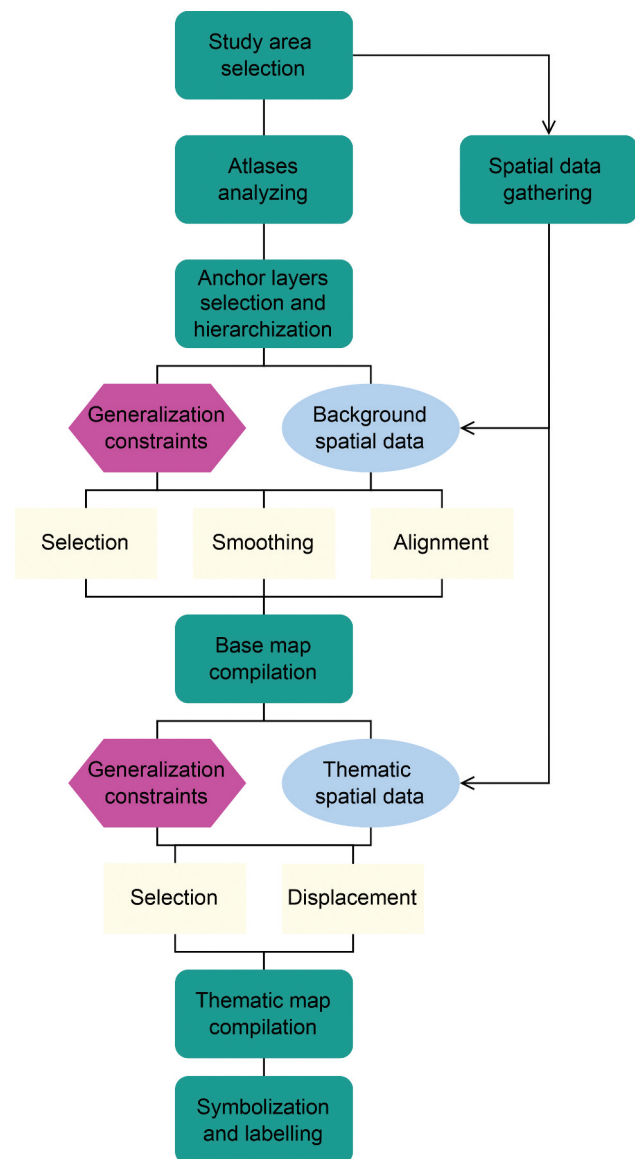 Study area
selection
Atlases
analyzing
Spatial data
gathering
Anchor layers
selection and
hierarchization
Generalization
constraints
Background
spatial data
Selection
Smoothing
Alignment
Base map
compilation
Generalization
constraints
Thematic
spatial data
Selection
Displacement
Thematic map
compilation
Symbolization
and labelling